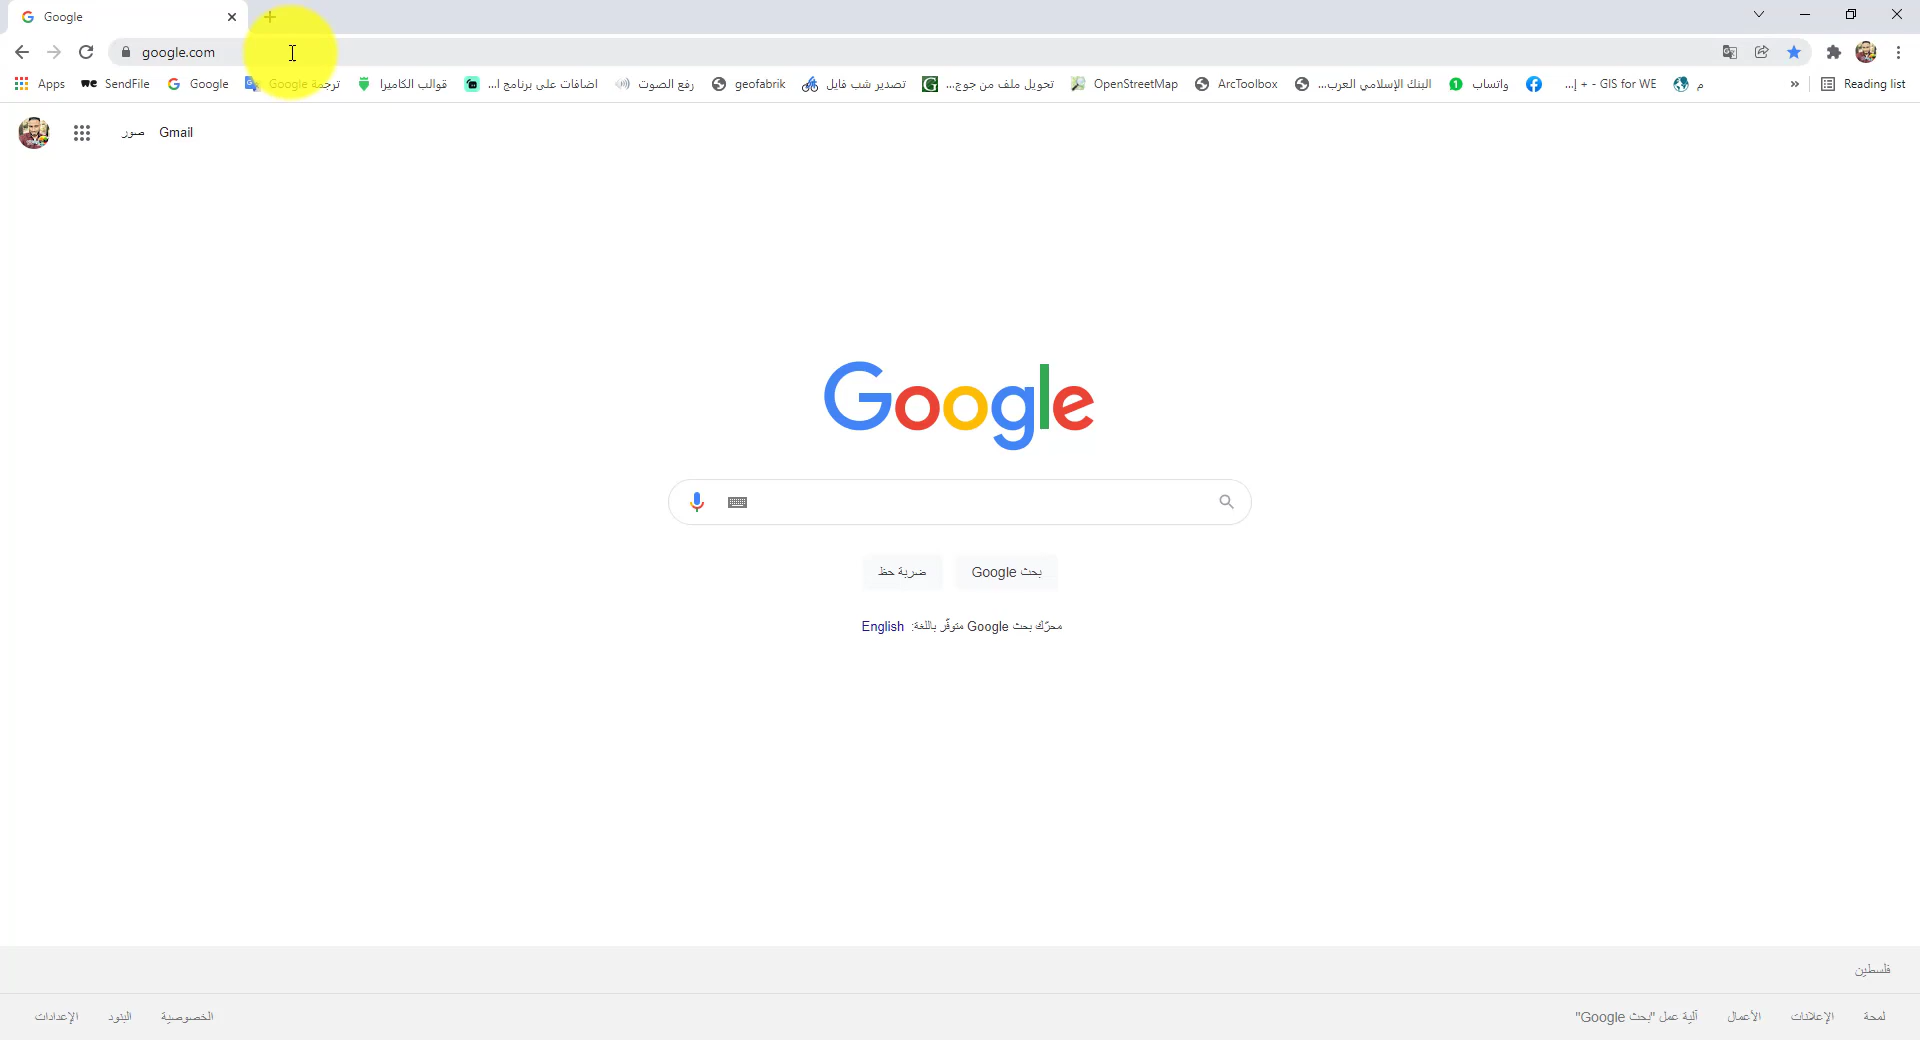 Google
google.com
Apps SendFile Google ترجمة Google قوالب الكاميرا اضافات على برنامج ا... رفع الصوت geofabrik تصدير شب فايل تحويل ملف من جوج... OpenStreetMap ArcToolbox البنك الإسلامي العرب... واتساب إ... + - GIS for WE م » Reading list
Gmail صور
Google
بحث Google ضربة حظ
محرّك بحث Google متوفّر باللغة: English
فلسطين
لمحة الإعلانات الأعمال آلية عمل "بحث Google" الخصوصية البنود الإعدادات